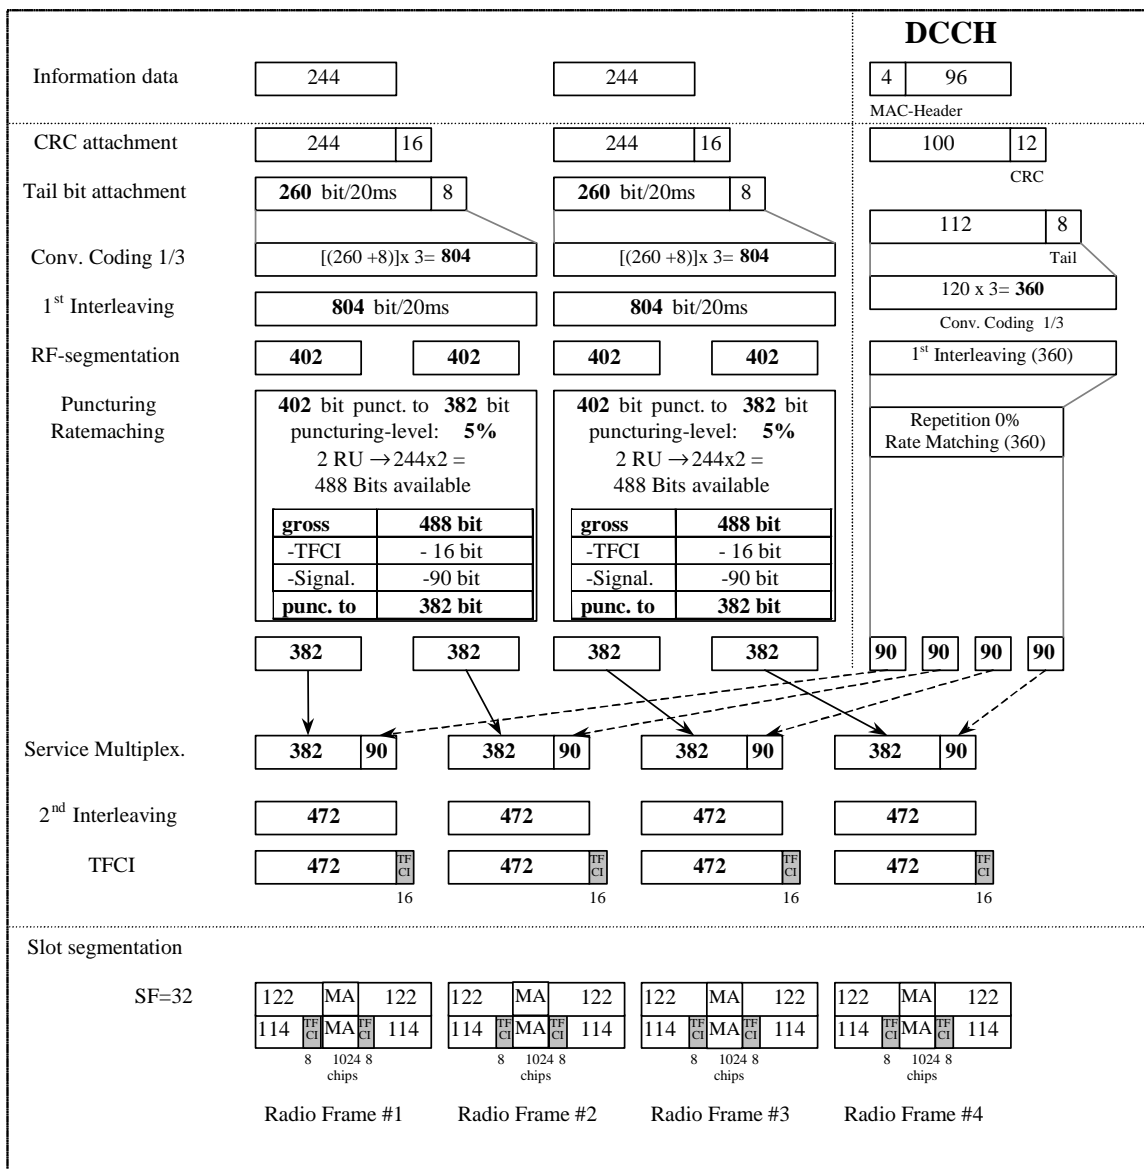 DCCH
Information data
244
244
4
96
MAC-Header
CRC attachment
244
16
244
16
100
12
CRC
Tail bit attachment
260 bit/20ms
8
260 bit/20ms
8
112
8
Tail
Conv. Coding 1/3
[(260 +8)]x 3= 804
[(260 +8)]x 3= 804
120 x 3= 360
Conv. Coding 1/3
1st Interleaving
804 bit/20ms
804 bit/20ms
RF-segmentation
402
402
402
402
1st Interleaving (360)
Puncturing
Ratemaching
402 bit punct. to 382 bit
puncturing-level: 5%
2 RU →244x2 =
488 Bits available
gross 488 bit
-TFCI - 16 bit
-Signal. -90 bit
punc. to 382 bit
402 bit punct. to 382 bit
puncturing-level: 5%
2 RU →244x2 =
488 Bits available
gross 488 bit
-TFCI - 16 bit
-Signal. -90 bit
punc. to 382 bit
Repetition 0%
Rate Matching (360)
382
382
382
382
90
90
90
90
Service Multiplex.
382
90
382
90
382
90
382
90
2nd Interleaving
472
472
472
472
TFCI
472
TF
CI
472
TF
CI
472
TF
CI
472
TF
CI
16
16
16
16
Slot segmentation
SF=32
122 MA 122
122 MA 122
122 MA 122
122 MA 122
114
TF
CI
MA
TF
CI
114
114
TF
CI
MA
TF
CI
114
114
TF
CI
MA
TF
CI
114
114
TF
CI
MA
TF
CI
114
8 1024 8
chips
8 1024 8
chips
8 1024 8
chips
8 1024 8
chips
Radio Frame #1
Radio Frame #2
Radio Frame #3
Radio Frame #4